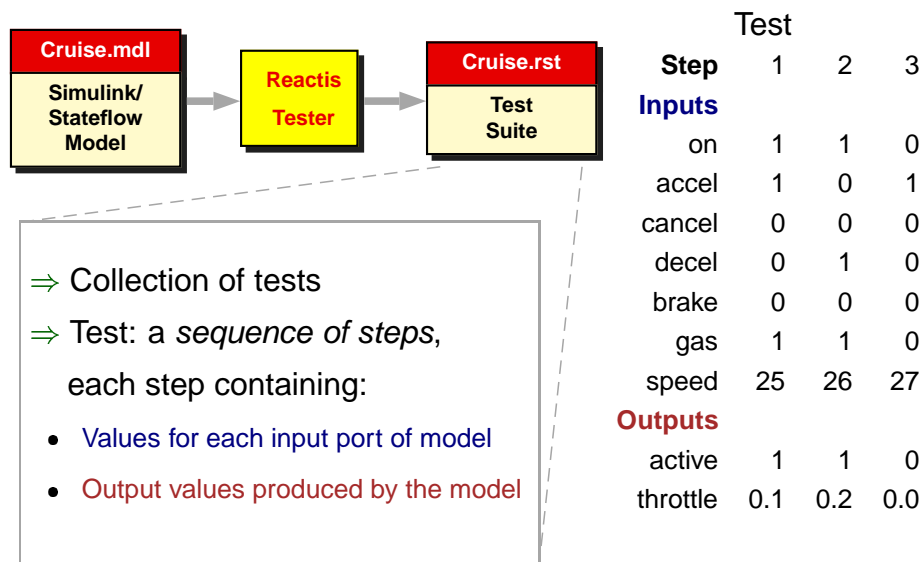 Cruise.mdl
Simulink/
Stateflow
Model
Reactis
Tester
Cruise.rst
Test
Suite
⇒ Collection of tests
⇒ Test: a sequence of steps,
each step containing:
• Values for each input port of model
• Output values produced by the model
Test
Step 1 2 3
Inputs
on 1 1 0
accel 1 0 1
cancel 0 0 0
decel 0 1 0
brake 0 0 0
gas 1 1 0
speed 25 26 27
Outputs
active 1 1 0
throttle 0.1 0.2 0.0